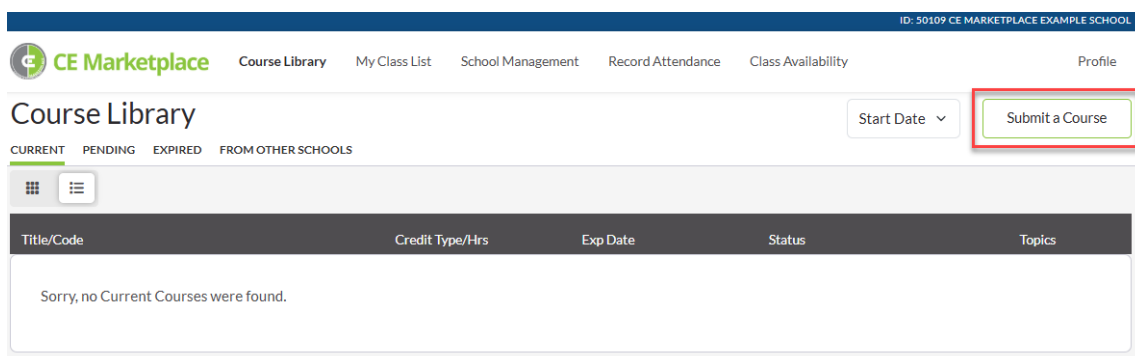 ID: 50109 CE MARKETPLACE EXAMPLE SCHOOL
CE Marketplace Course Library My Class List School Management Record Attendance Class Availability Profile
Course Library Start Date Submit a Course
CURRENT PENDING EXPIRED FROM OTHER SCHOOLS
Title/Code Credit Type/Hrs Exp Date Status Topics
Sorry, no Current Courses were found.